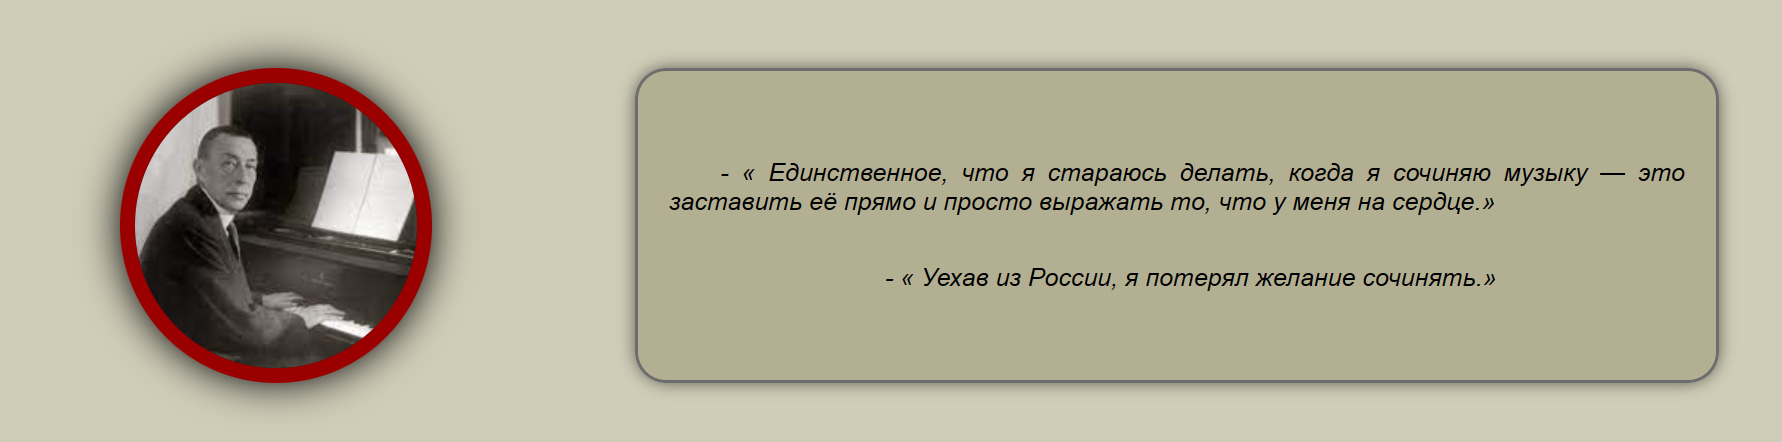 - « Единственное, что я стараюсь делать, когда я сочиняю музыку — это
заставить её прямо и просто выражать то, что у меня на сердце.»
- « Уехав из России, я потерял желание сочинять.»